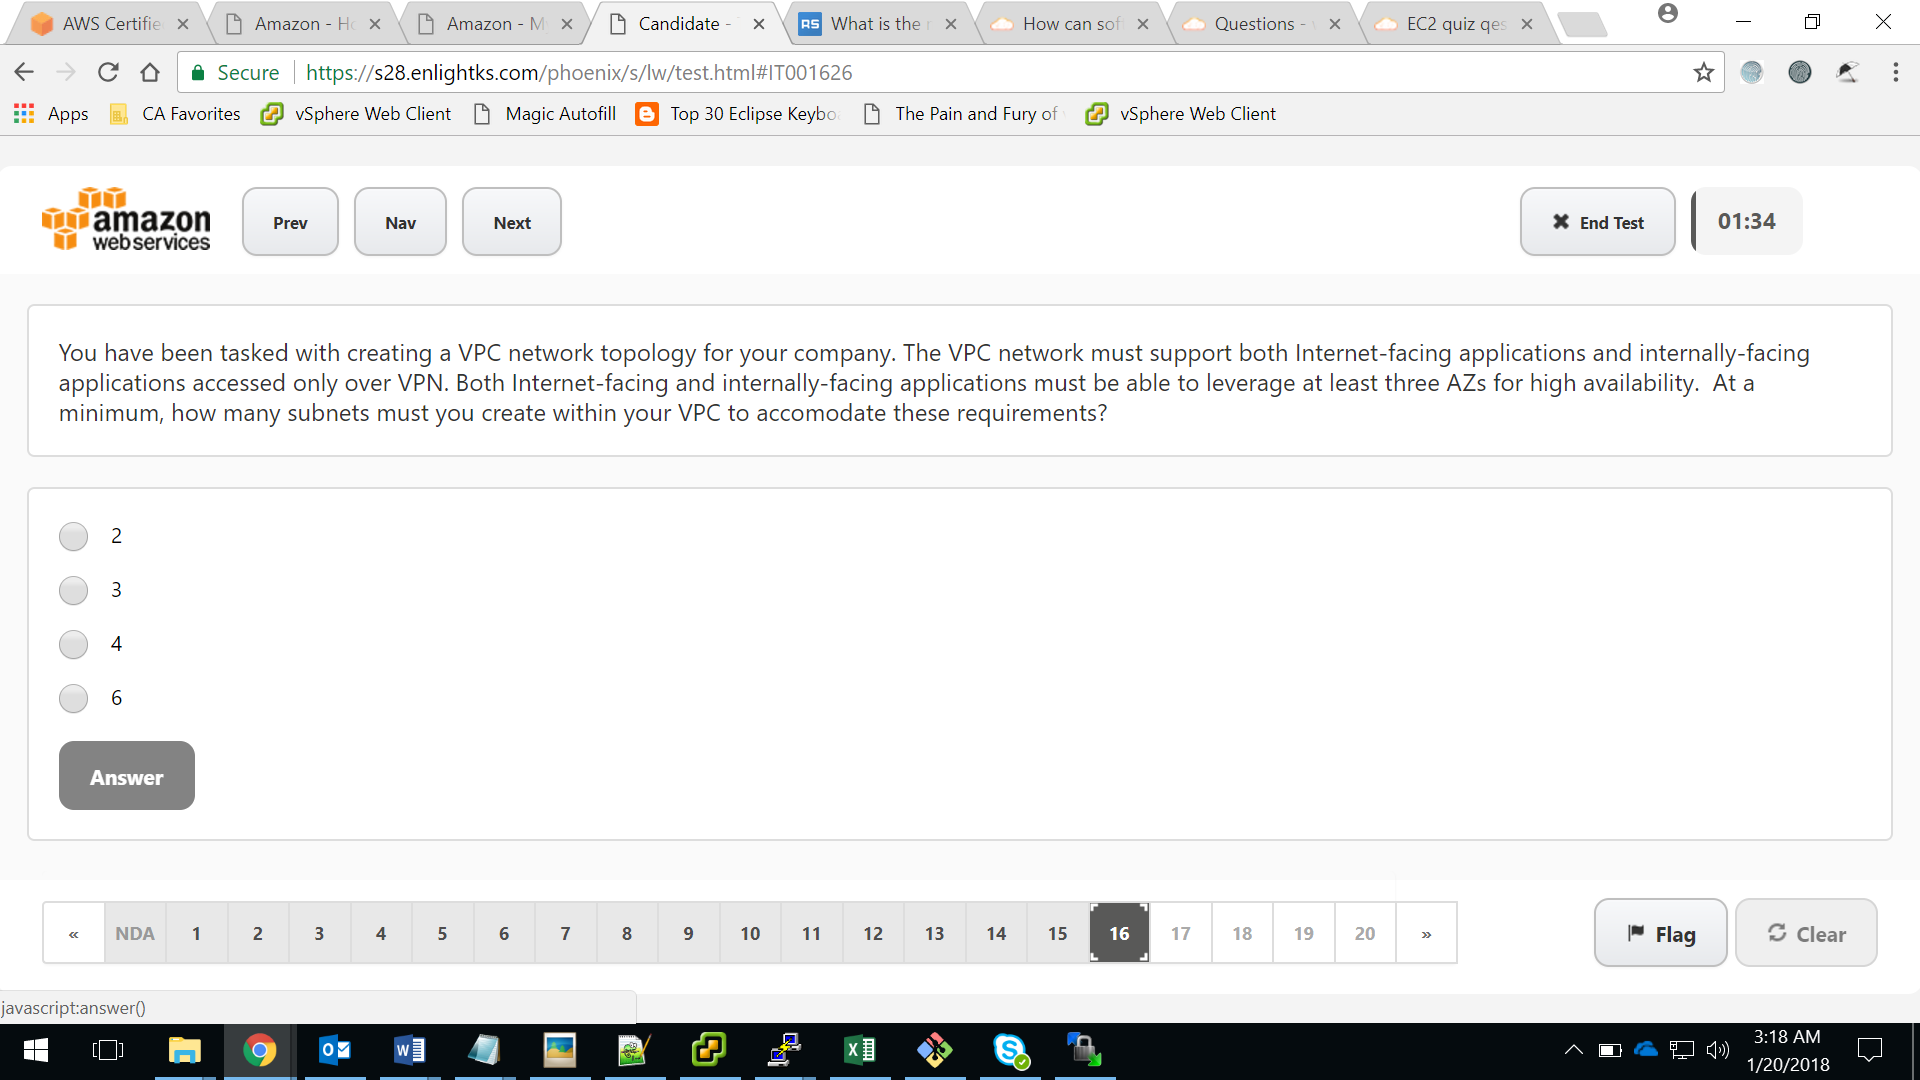 AWS Certifie
Amazon - Ho
Amazon - M
Candidate -
What is the
How can sof
Questions -
EC2 quiz qes
Secure
https://s28.enlightks.com/phoenix/s/lw/test.html#IT001626
Apps
CA Favorites
vSphere Web Client
Magic Autofill
Top 30 Eclipse Keybo
The Pain and Fury of
vSphere Web Client
amazon
webservices
Prev
Nav
Next
End Test
01:34
You have been tasked with creating a VPC network topology for your company. The VPC network must support both Internet-facing applications and internally-facing
applications accessed only over VPN. Both Internet-facing and internally-facing applications must be able to leverage at least three AZs for high availability.  At a
minimum, how many subnets must you create within your VPC to accomodate these requirements?
2
3
4
6
Answer
« NDA 1 2 3 4 5 6 7 8 9 10 11 12 13 14 15 16 17 18 19 20 »
Flag
Clear
javascript:answer()
3:18 AM
1/20/2018